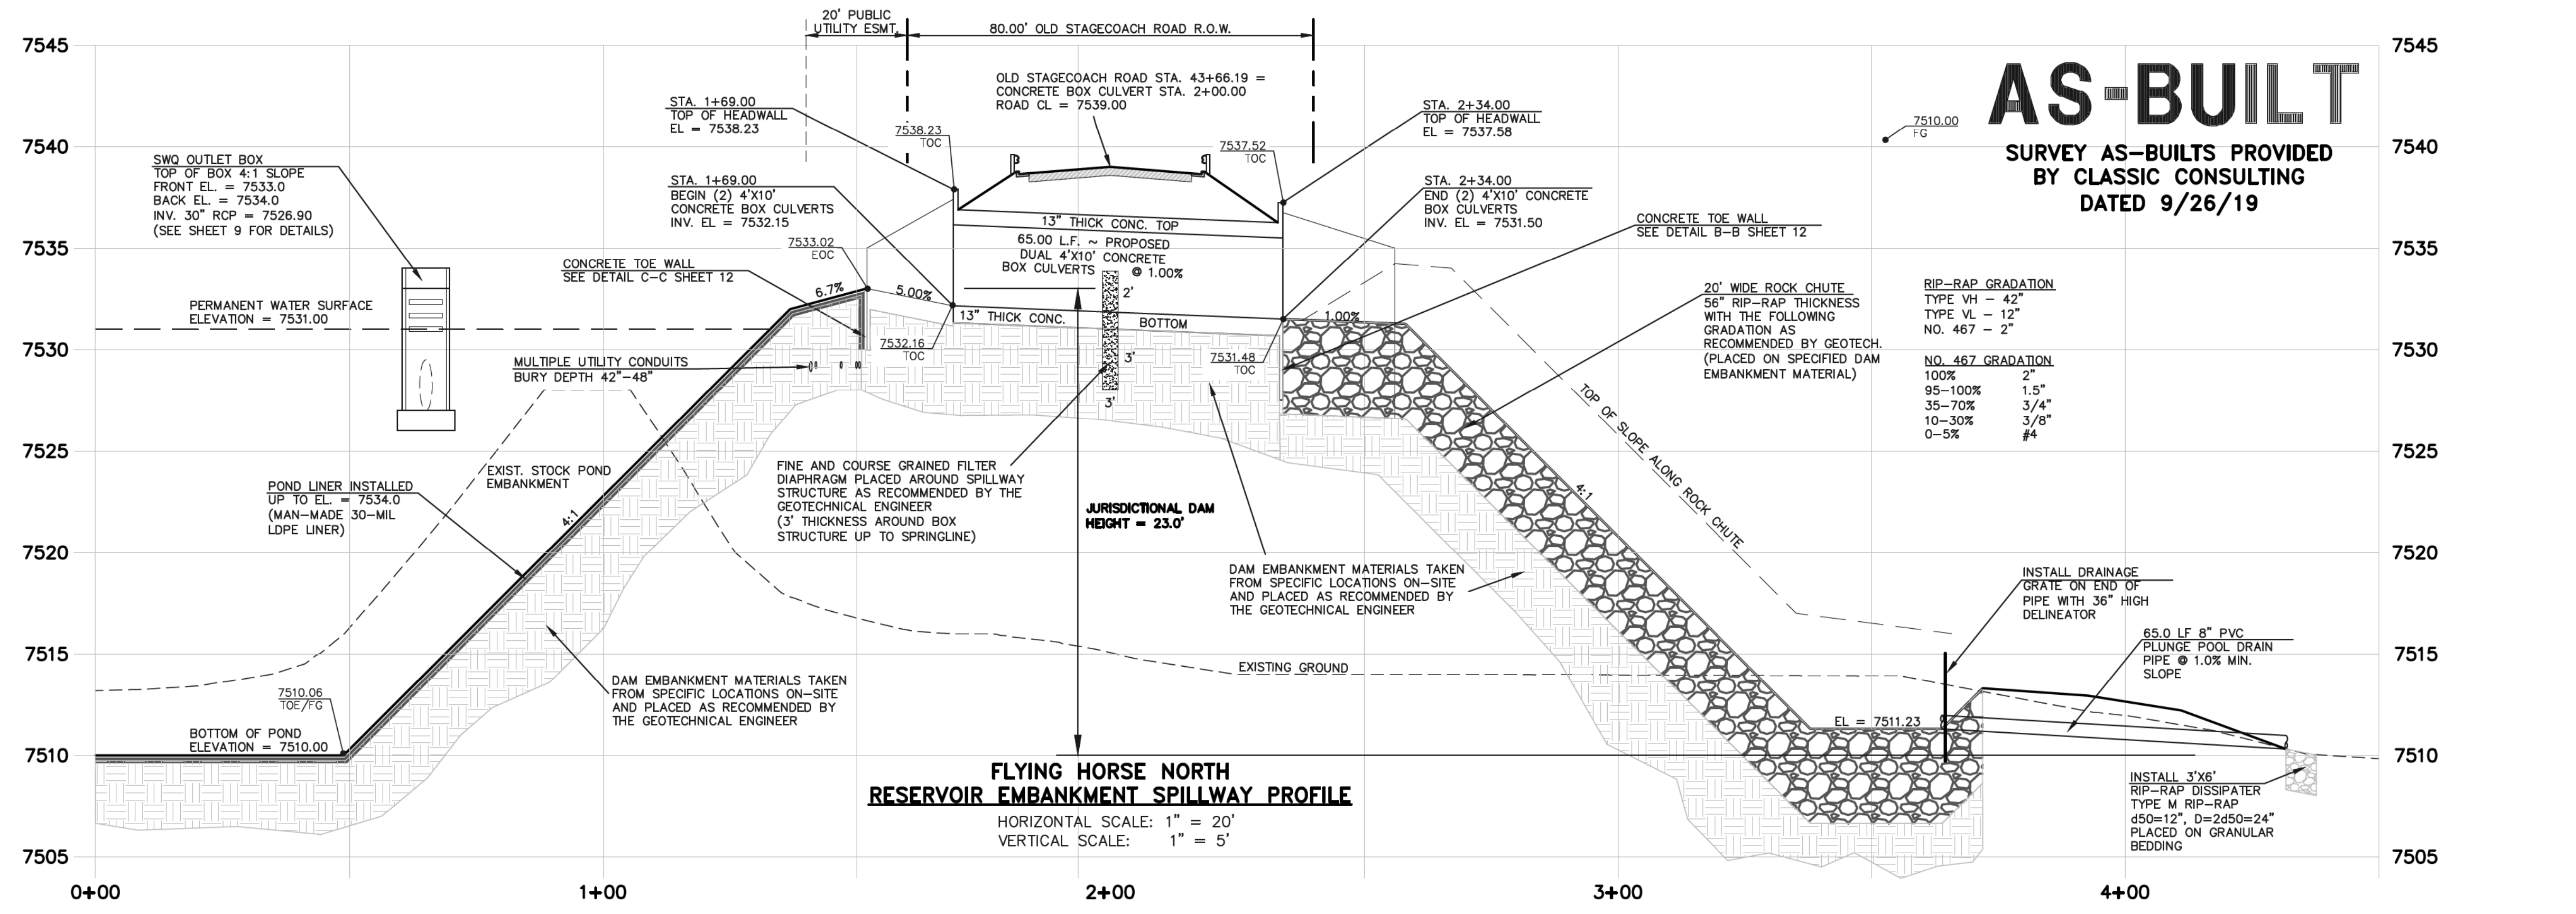 20' PUBLIC
UTILITY ESMT.
80.00' OLD STAGECOACH ROAD R.O.W.
7545
7545
AS-BUILT
SURVEY AS-BUILTS PROVIDED
BY CLASSIC CONSULTING
DATED 9/26/19
OLD STAGECOACH ROAD STA. 43+66.19 =
CONCRETE BOX CULVERT STA. 2+00.00
ROAD CL = 7539.00
STA. 1+69.00
TOP OF HEADWALL
EL = 7538.23
7538.23
TOC
STA. 2+34.00
TOP OF HEADWALL
EL = 7537.58
7537.52
TOC
7510.00
FG
7540
7540
SWQ OUTLET BOX
TOP OF BOX 4:1 SLOPE
FRONT EL. = 7533.0
BACK EL. = 7534.0
INV. 30" RCP = 7526.90
(SEE SHEET 9 FOR DETAILS)
STA. 1+69.00
BEGIN (2) 4'X10'
CONCRETE BOX CULVERTS
INV. EL = 7532.15
STA. 2+34.00
END (2) 4'X10' CONCRETE
BOX CULVERTS
INV. EL = 7531.50
CONCRETE TOE WALL
SEE DETAIL B-B SHEET 12
13" THICK CONC. TOP
65.00 L.F. ~ PROPOSED
DUAL 4'X10' CONCRETE
BOX CULVERTS @ 1.00%
7533.02
EOC
7535
7535
CONCRETE TOE WALL
SEE DETAIL C-C SHEET 12
6.7%
5.00%
2'
13" THICK CONC. BOTTOM
1.00%
PERMANENT WATER SURFACE
ELEVATION = 7531.00
20' WIDE ROCK CHUTE
56" RIP-RAP THICKNESS
WITH THE FOLLOWING
GRADATION AS
RECOMMENDED BY GEOTECH.
(PLACED ON SPECIFIED DAM
EMBANKMENT MATERIAL)
RIP-RAP GRADATION
TYPE VH - 42"
TYPE VL - 12"
NO. 467 - 2"
NO. 467 GRADATION
100% 2"
95-100% 1.5"
35-70% 3/4"
10-30% 3/8"
0-5% #4
7530
7530
7532.16
TOC
3'
3'
7531.48
TOC
MULTIPLE UTILITY CONDUITS
BURY DEPTH 42"-48"
TOP OF SLOPE ALONG ROCK CHUTE
7525
7525
EXIST. STOCK POND
EMBANKMENT
POND LINER INSTALLED
UP TO EL. = 7534.0
(MAN-MADE 30-MIL
LDPE LINER)
4:1
FINE AND COURSE GRAINED FILTER
DIAPHRAGM PLACED AROUND SPILLWAY
STRUCTURE AS RECOMMENDED BY THE
GEOTECHNICAL ENGINEER
(3' THICKNESS AROUND BOX
STRUCTURE UP TO SPRINGLINE)
JURISDICTIONAL DAM
HEIGHT = 23.0'
4:1
7520
7520
DAM EMBANKMENT MATERIALS TAKEN
FROM SPECIFIC LOCATIONS ON-SITE
AND PLACED AS RECOMMENDED BY
THE GEOTECHNICAL ENGINEER
INSTALL DRAINAGE
GRATE ON END OF
PIPE WITH 36" HIGH
DELINEATOR
65.0 LF 8" PVC
PLUNGE POOL DRAIN
PIPE @ 1.0% MIN.
SLOPE
7515
7515
EXISTING GROUND
DAM EMBANKMENT MATERIALS TAKEN
FROM SPECIFIC LOCATIONS ON-SITE
AND PLACED AS RECOMMENDED BY
THE GEOTECHNICAL ENGINEER
7510.06
TOE/FG
BOTTOM OF POND
ELEVATION = 7510.00
EL = 7511.23
7510
7510
FLYING HORSE NORTH
RESERVOIR EMBANKMENT SPILLWAY PROFILE
HORIZONTAL SCALE: 1" = 20'
VERTICAL SCALE: 1" = 5'
INSTALL 3'X6'
RIP-RAP DISSIPATER
TYPE M RIP-RAP
d50=12", D=2d50=24"
PLACED ON GRANULAR
BEDDING
7505
7505
0+00
1+00
2+00
3+00
4+00